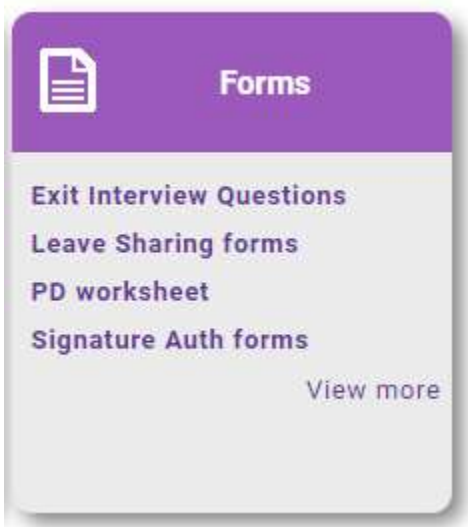 Forms
Exit Interview Questions
Leave Sharing forms
PD worksheet
Signature Auth forms
View more